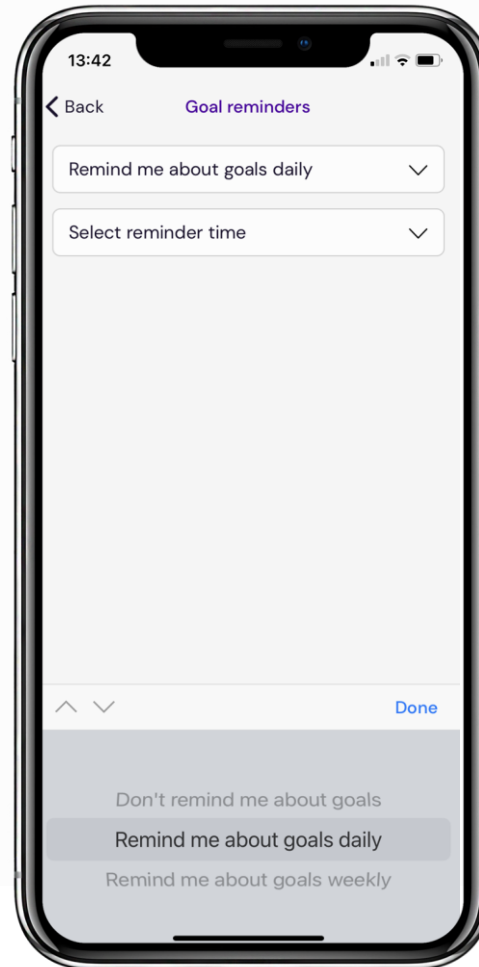 13:42
Back
Goal reminders
Remind me about goals daily
Select reminder time
Done
Don't remind me about goals
Remind me about goals daily
Remind me about goals weekly